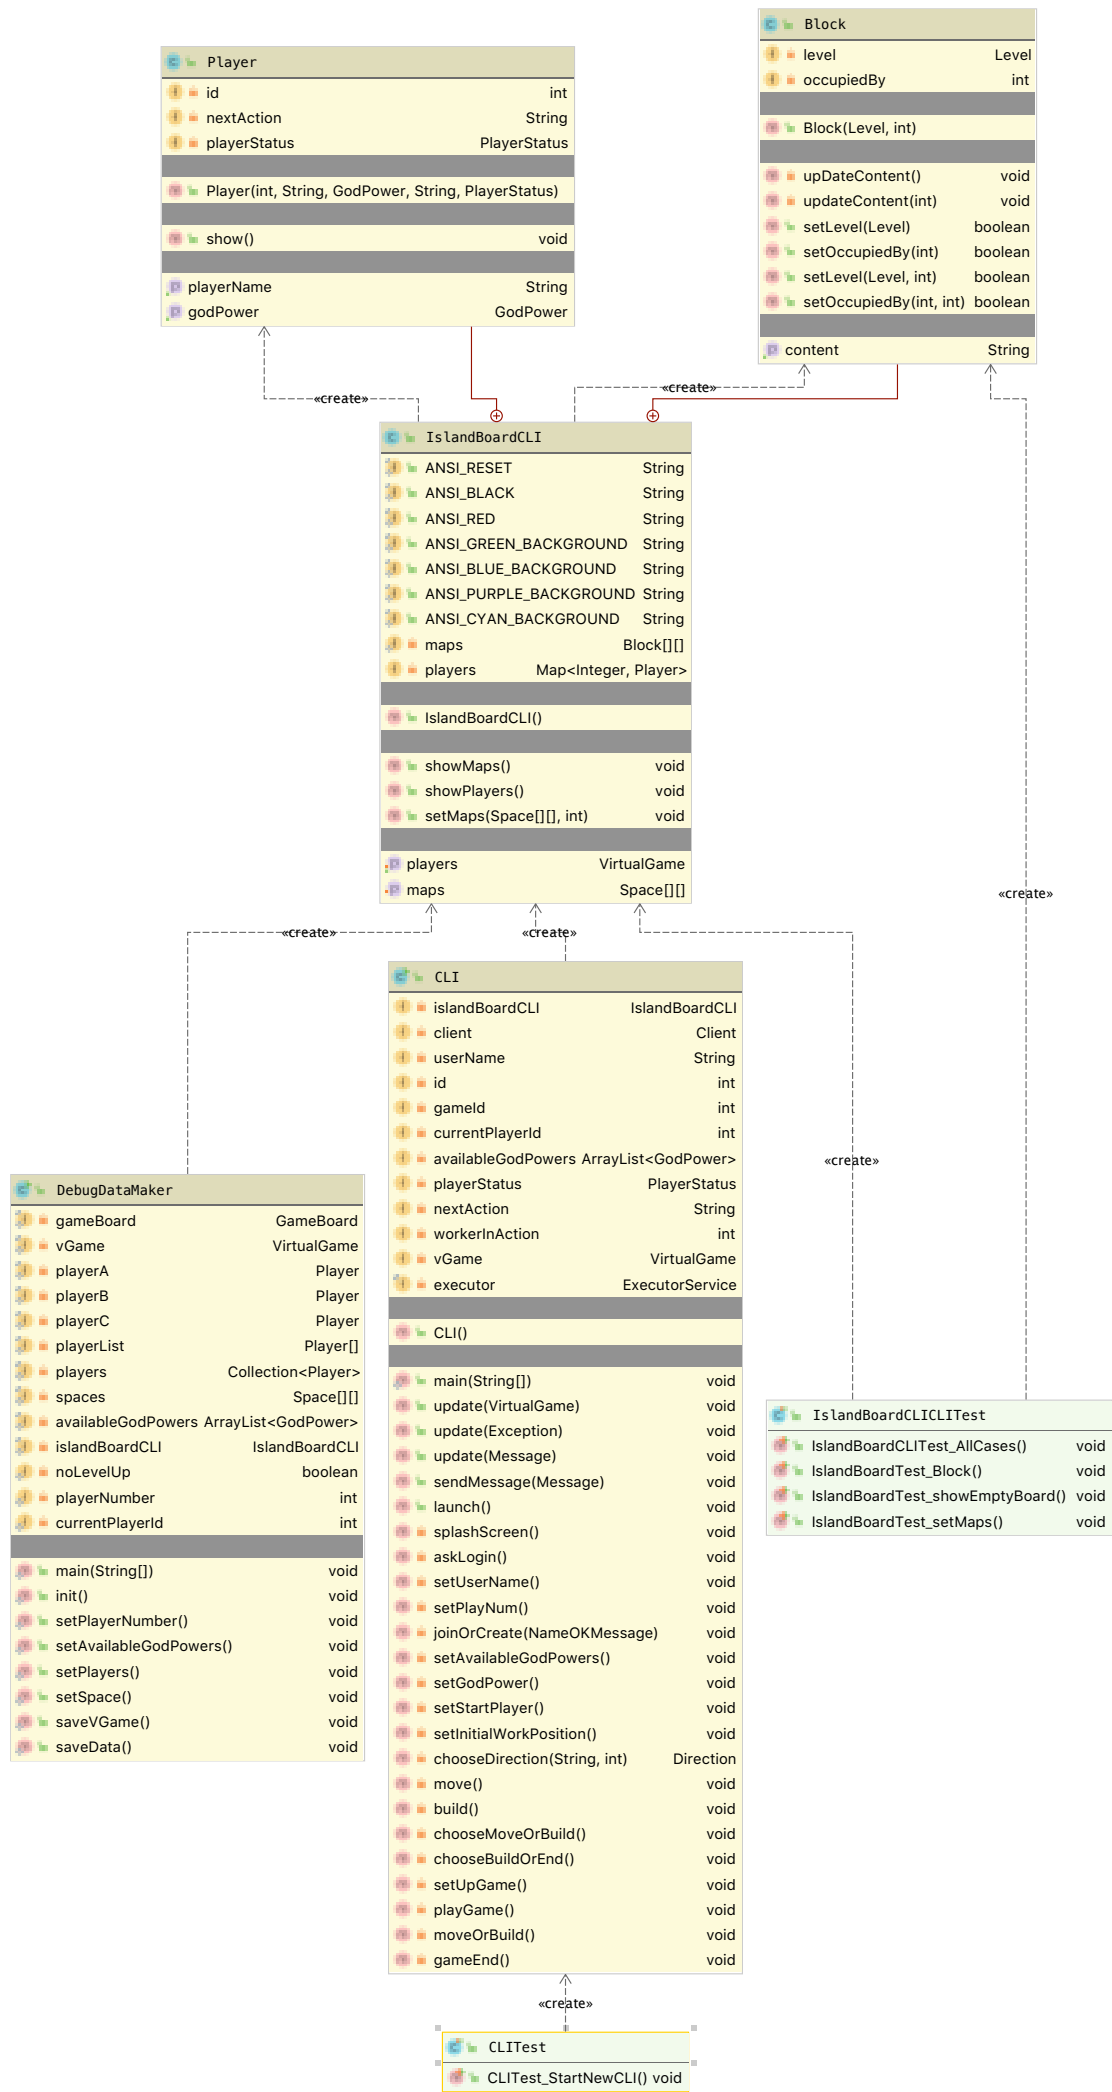 Block
level Level
occupiedBy int
Block(Level, int)
upDateContent() void
updateContent(int) void
setLevel(Level) boolean
setOccupiedBy(int) boolean
setLevel(Level, int) boolean
setOccupiedBy(int, int) boolean
content String
Player
id int
nextAction String
playerStatus PlayerStatus
Player(int, String, GodPower, String, PlayerStatus)
show() void
playerName String
godPower GodPower
«create»
«create»
IslandBoardCLI
ANSI_RESET String
ANSI_BLACK String
ANSI_RED String
ANSI_GREEN_BACKGROUND String
ANSI_BLUE_BACKGROUND String
ANSI_PURPLE_BACKGROUND String
ANSI_CYAN_BACKGROUND String
maps Block[][]
players Map<Integer, Player>
IslandBoardCLI()
showMaps() void
showPlayers() void
setMaps(Space[][], int) void
players VirtualGame
maps Space[][]
«create»
«create»
«create»
CLI
islandBoardCLI IslandBoardCLI
client Client
userName String
id int
gameId int
currentPlayerId int
availableGodPowers ArrayList<GodPower>
playerStatus PlayerStatus
nextAction String
workerInAction int
vGame VirtualGame
executor ExecutorService
CLI()
main(String[]) void
update(VirtualGame) void
update(Exception) void
update(Message) void
sendMessage(Message) void
launch() void
splashScreen() void
askLogin() void
setUserName() void
setPlayNum() void
joinOrCreate(NameOKMessage) void
setAvailableGodPowers() void
setGodPower() void
setStartPlayer() void
setInitialWorkPosition() void
chooseDirection(String, int) Direction
move() void
build() void
chooseMoveOrBuild() void
chooseBuildOrEnd() void
setUpGame() void
playGame() void
moveOrBuild() void
gameEnd() void
«create»
DebugDataMaker
gameBoard GameBoard
vGame VirtualGame
playerA Player
playerB Player
playerC Player
playerList Player[]
players Collection<Player>
spaces Space[][]
availableGodPowers ArrayList<GodPower>
islandBoardCLI IslandBoardCLI
noLevelUp boolean
playerNumber int
currentPlayerId int
main(String[]) void
init() void
setPlayerNumber() void
setAvailableGodPowers() void
setPlayers() void
setSpace() void
saveVGame() void
saveData() void
IslandBoardCLICLITest
IslandBoardCLITest_AllCases() void
IslandBoardTest_Block() void
IslandBoardTest_showEmptyBoard() void
IslandBoardTest_setMaps() void
«create»
CLITest
CLITest_StartNewCLI() void